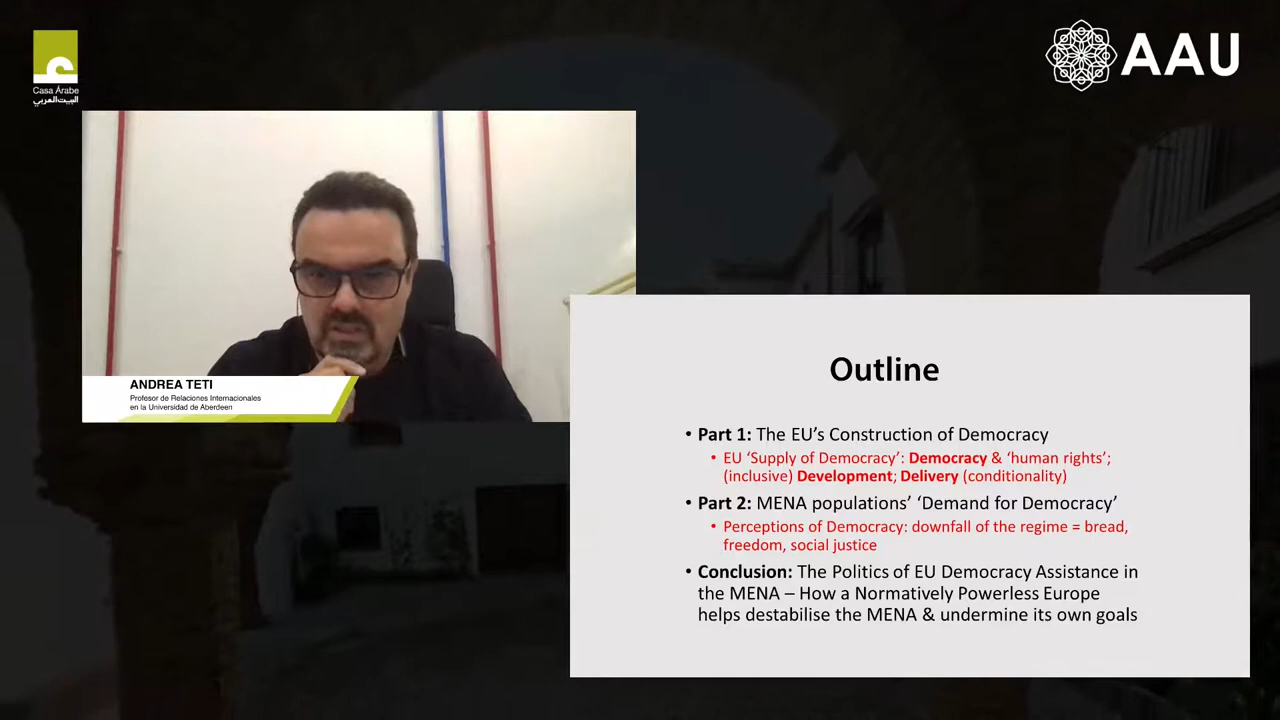 Casa Árabe
البيت العربي
AAU
ANDREA TETI
Profesor de Relaciones Internacionales
en la Universidad de Aberdeen
Outline
• Part 1: The EU’s Construction of Democracy
• EU ‘Supply of Democracy’: Democracy & ‘human rights’;
(inclusive) Development; Delivery (conditionality)
• Part 2: MENA populations’ ‘Demand for Democracy’
• Perceptions of Democracy: downfall of the regime = bread,
freedom, social justice
• Conclusion: The Politics of EU Democracy Assistance in
the MENA – How a Normatively Powerless Europe
helps destabilise the MENA & undermine its own goals